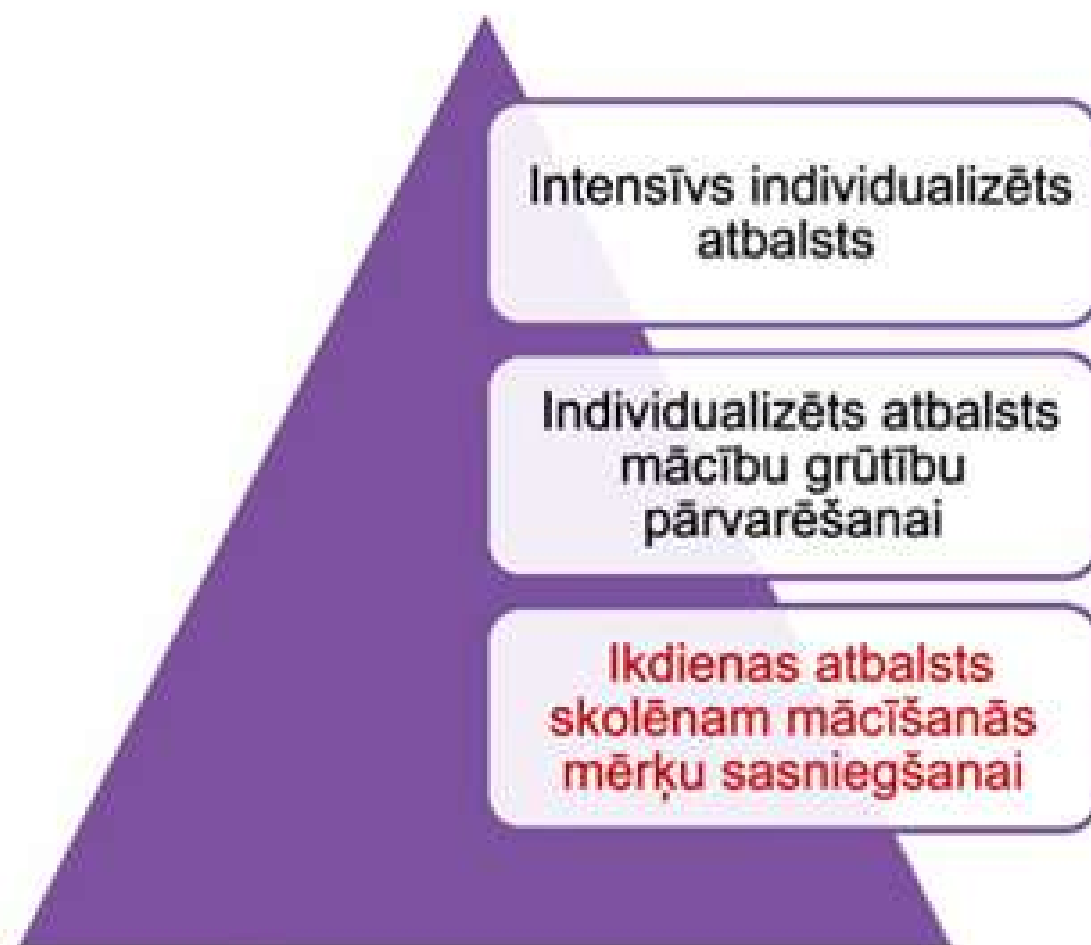 Intensīvs individualizēts
atbalsts
Individualizēts atbalsts
mācību grūtību
pārvarēšanai
Ikdienas atbalsts
skolēnam mācīšanās
mērķu sasniegšanai